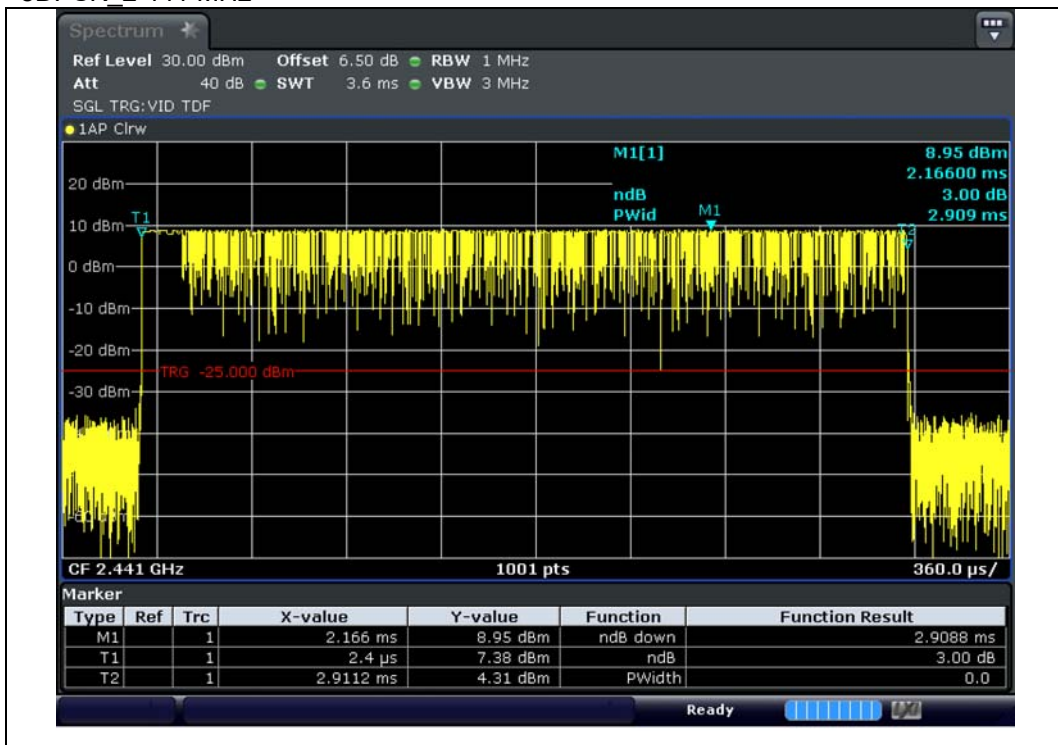 Spectrum
Ref Level 30.00 dBm Offset 6.50 dB RBW 1 MHz
Att 40 dB SWT 3.6 ms VBW 3 MHz
SGL TRG:VID TDF
1AP Clrw
M1[1] 8.95 dBm
2.16600 ms
20 dBm
ndB 3.00 dB
PWid 2.909 ms
M1
T1
10 dBm
T2
0 dBm
-10 dBm
-20 dBm
TRG -25.000 dBm
-30 dBm
CF 2.441 GHz 1001 pts 360.0 µs/
Marker
Type Ref Trc X-value Y-value Function Function Result
M1 1 2.166 ms 8.95 dBm ndB down 2.9088 ms
T1 1 2.4 µs 7.38 dBm ndB 3.00 dB
T2 1 2.9112 ms 4.31 dBm PWidth 0.0
Ready